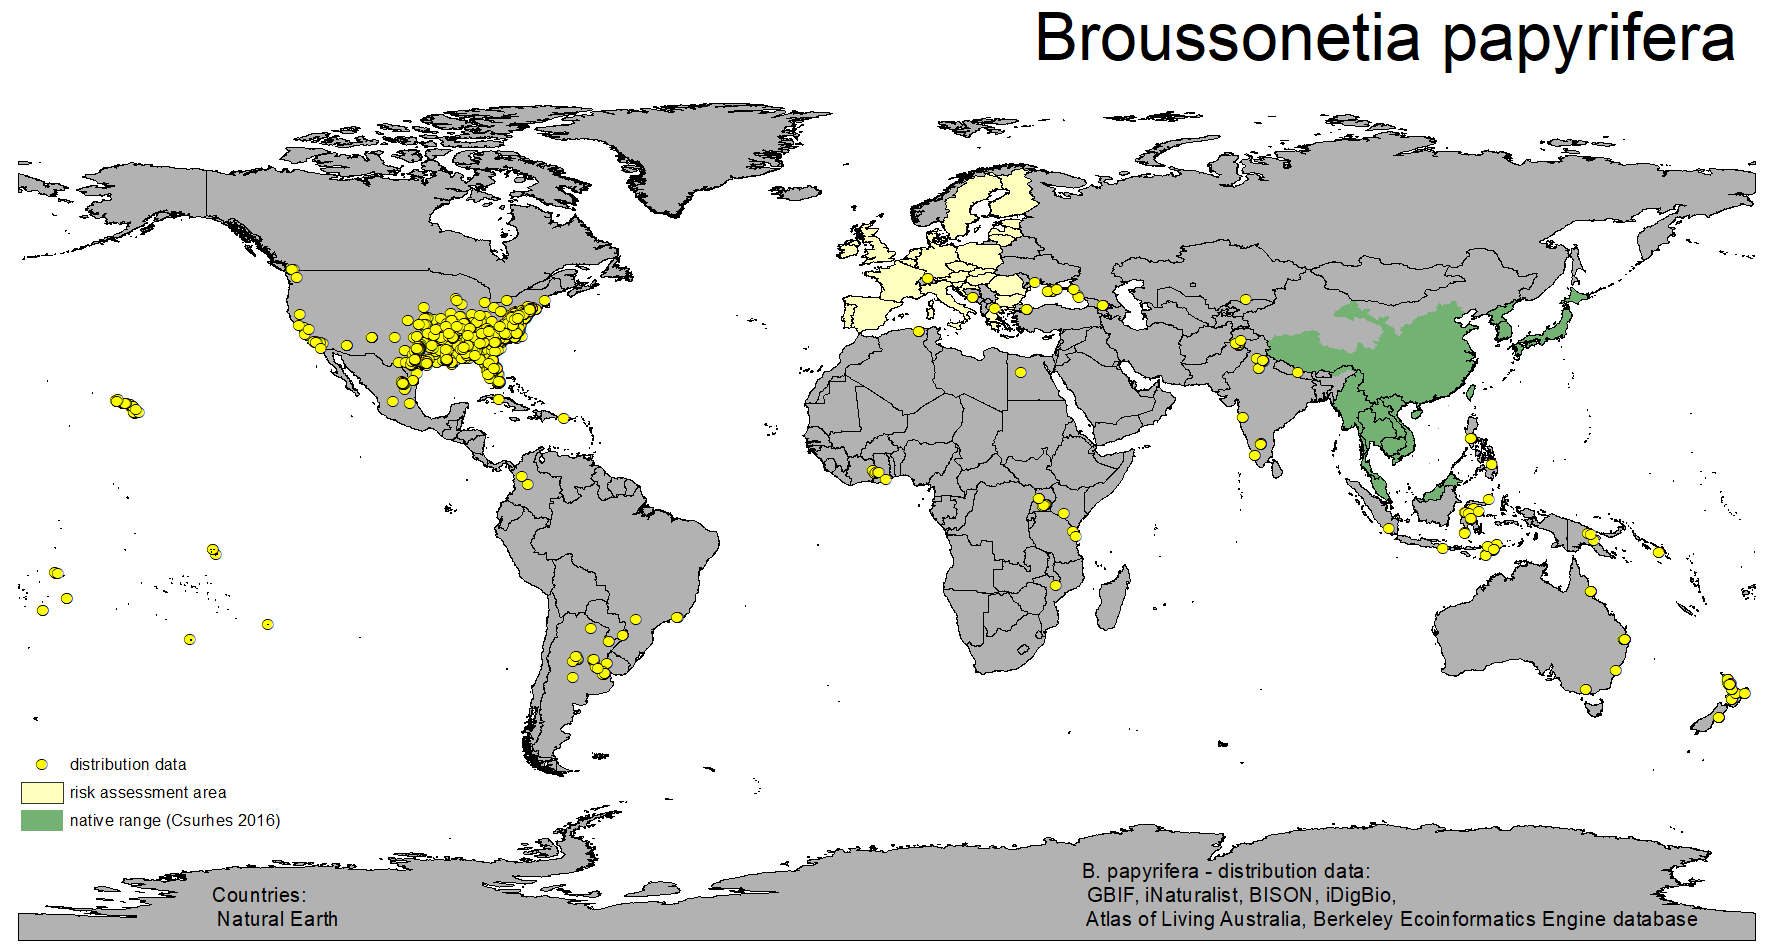 Broussonetia papyrifera
distribution data
risk assessment area
native range (Csurhes 2016)
Countries:
Natural Earth
B. papyrifera - distribution data:
GBIF, iNaturalist, BISON, iDigBio,
Atlas of Living Australia, Berkeley Ecoinformatics Engine database